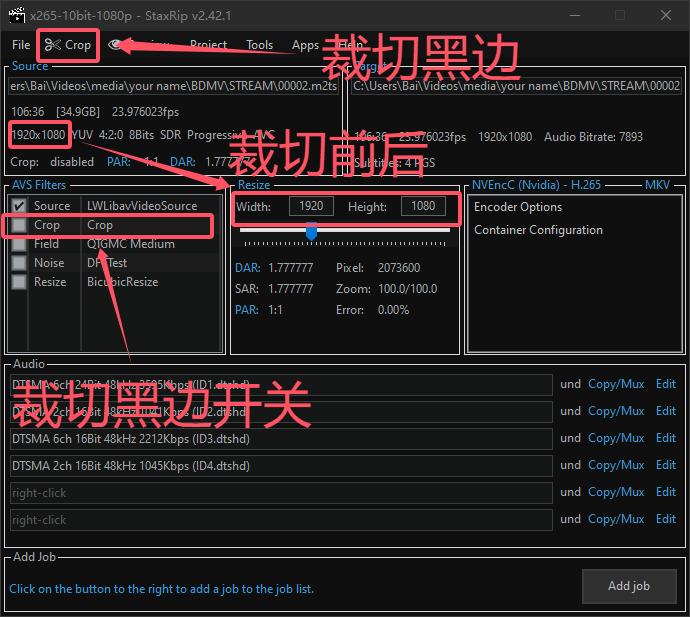 x265-10bit-1080p - StaxRip v2.42.1
File Crop Preview Project Tools Apps Help
裁切黑边
Source
ers\Bai\Videos\media\your name\BDMV\STREAM\00002.m2ts
106:36 [34.9GB] 23.976023fps
1920x1080 YUV 4:2:0 8Bits SDR Progressive AVC
Crop: disabled PAR: 1:1 DAR: 1.777777
Target
C:\Users\Bai\Videos\media\your name\BDMV\STREAM\00002
106:36 23.976023fps 1920x1080 Audio Bitrate: 7893
Subtitles: 4 PGS
裁切前后
AVS Filters
Source LWLibavVideoSource
Crop Crop
Field QTGMC Medium
Noise DFTTest
Resize BicubicResize
Resize
Width: 1920 Height: 1080
DAR: 1.777777 Pixel: 2073600
SAR: 1.777777 Zoom: 100.0/100.0
PAR: 1:1 Error: 0.00%
NVEncC (Nvidia) - H.265 MKV
Encoder Options
Container Configuration
裁切黑边开关
Audio
DTSMA 6ch 24Bit 48kHz 3595Kbps (ID1.dtshd) und Copy/Mux Edit
DTSMA 2ch 16Bit 48kHz 1041Kbps (ID2.dtshd) und Copy/Mux Edit
DTSMA 6ch 16Bit 48kHz 2212Kbps (ID3.dtshd) und Copy/Mux Edit
DTSMA 2ch 16Bit 48kHz 1045Kbps (ID4.dtshd) und Copy/Mux Edit
right-click und Copy/Mux Edit
right-click und Copy/Mux Edit
Add Job
Click on the button to the right to add a job to the job list.
Add job